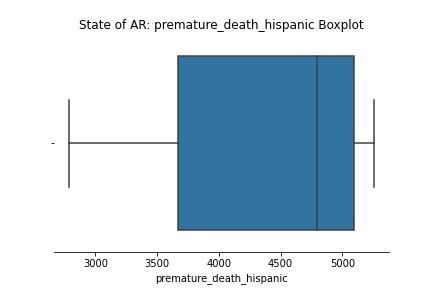 State of AR: premature_death_hispanic Boxplot
3000 3500 4000 4500 5000
premature_death_hispanic